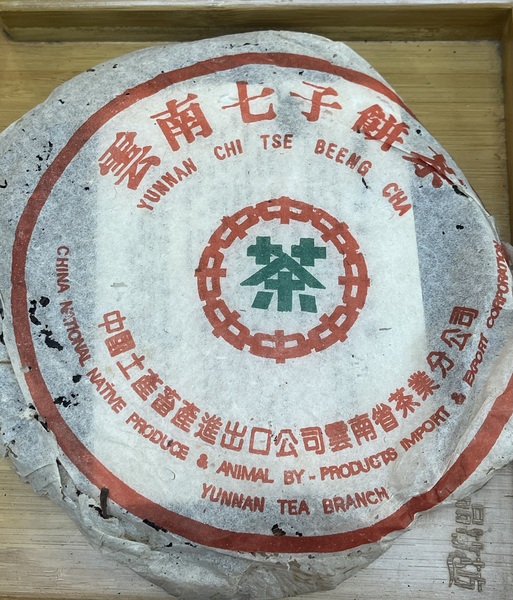 雲南七子餅茶
YUNNAN CHI TSE BEENG CHA
茶
中國土產畜產進出口公司雲南省茶業分公司
CHINA NATIONAL NATIVE PRODUCE & ANIMAL BY-PRODUCTS IMPORT & EXPORT CORPORATION
YUNNAN TEA BRANCH